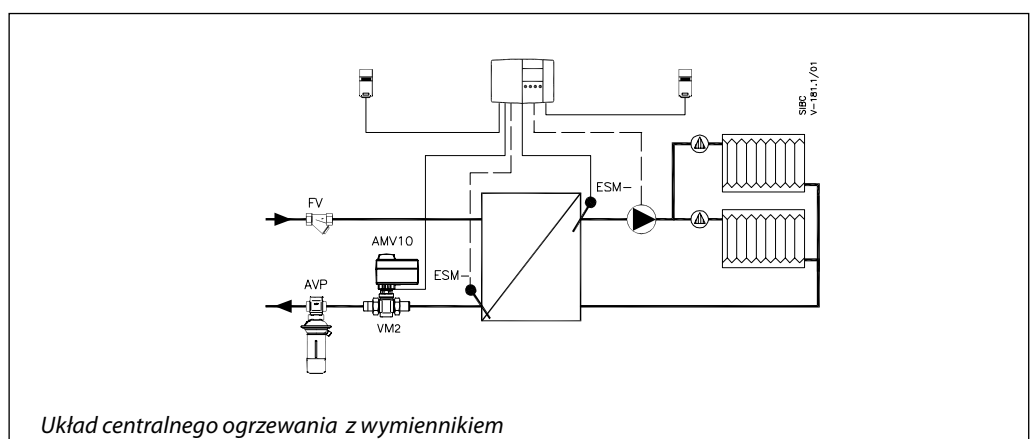 SIBC
V-181.1/01
ESM-
FV
AMV10
ESM-
AVP
VM2
Układ centralnego ogrzewania z wymiennikiem